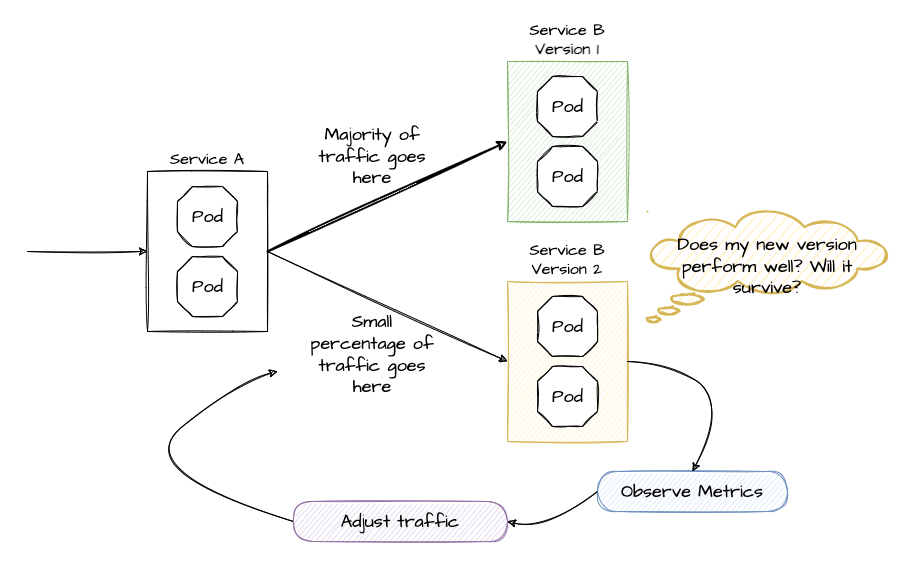 Service B
Version 1
Pod
Pod
Majority of
traffic goes
here
Service A
Pod
Pod
Service B
Version 2
Pod
Pod
Does my new version
perform well? Will it
survive?
Small
percentage of
traffic goes
here
Observe Metrics
Adjust traffic